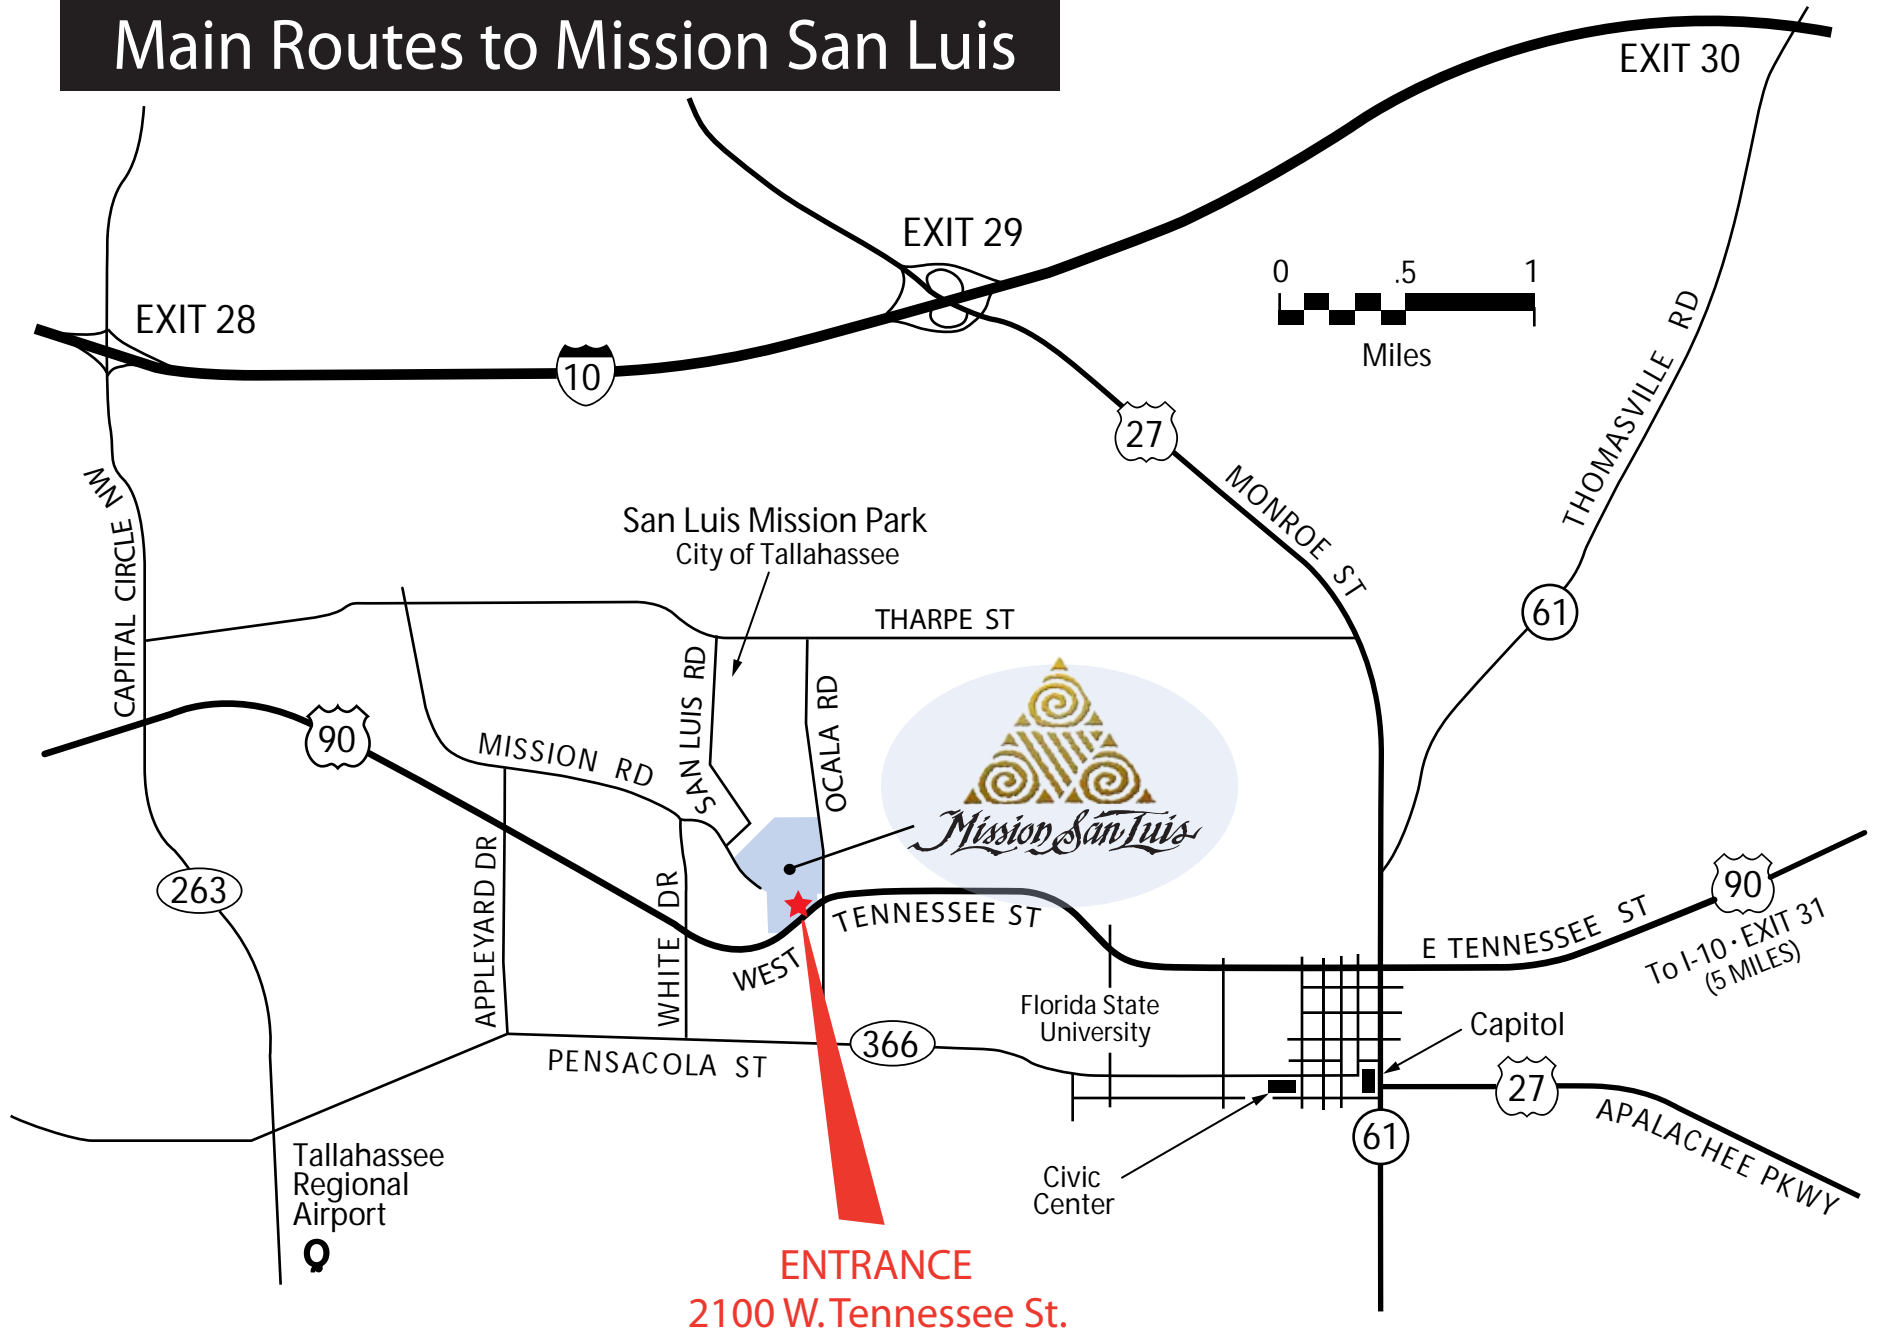 Main Routes to Mission San Luis
EXIT 30
EXIT 29
0 .5 1
Miles
EXIT 28
10
27
MONROE ST
THOMASVILLE RD
61
CAPITAL CIRCLE NW
San Luis Mission Park
City of Tallahassee
THARPE ST
SAN LUIS RD
OCALA RD
90
MISSION RD
Mission San Luis
263
APPLEYARD DR
WHITE DR
WEST TENNESSEE ST
E TENNESSEE ST
90
To I-10 · EXIT 31
(5 MILES)
Florida State
University
366
PENSACOLA ST
Capitol
27
APALACHEE PKWY
61
Civic
Center
Tallahassee
Regional
Airport
ENTRANCE
2100 W. Tennessee St.